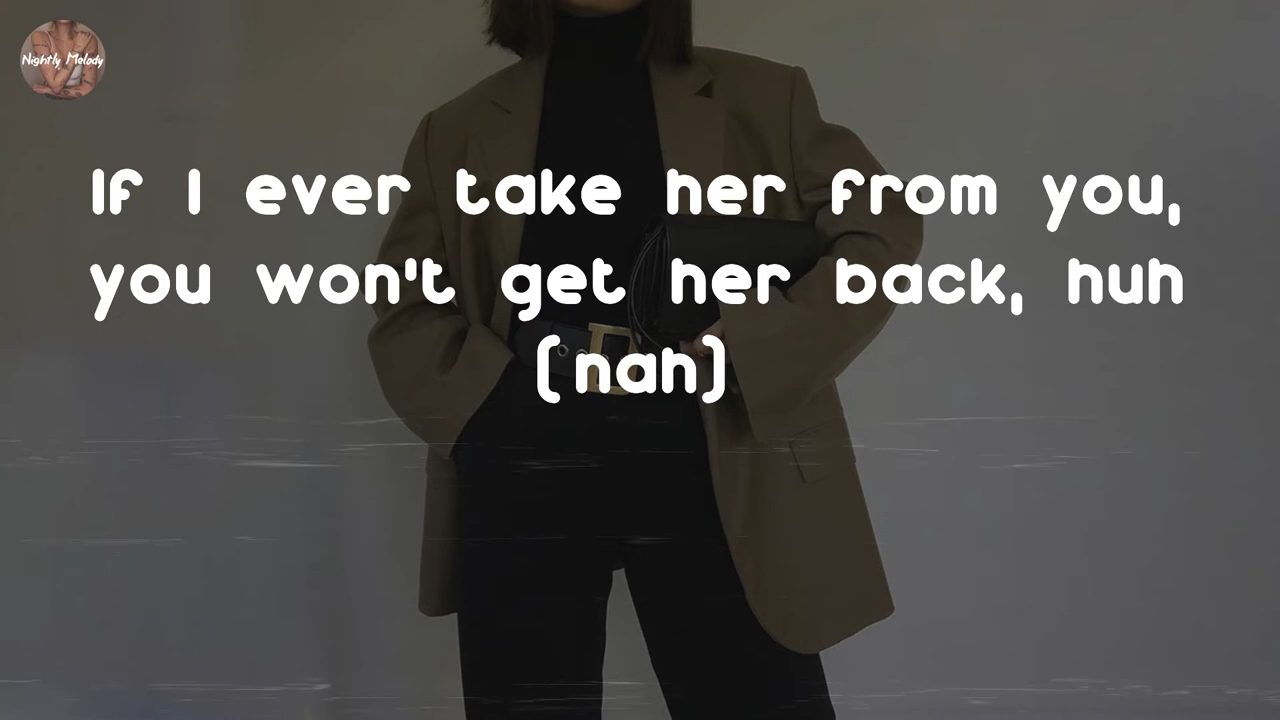 Nightly Melody
If I ever take her from you,
you won't get her back, huh
(nah)